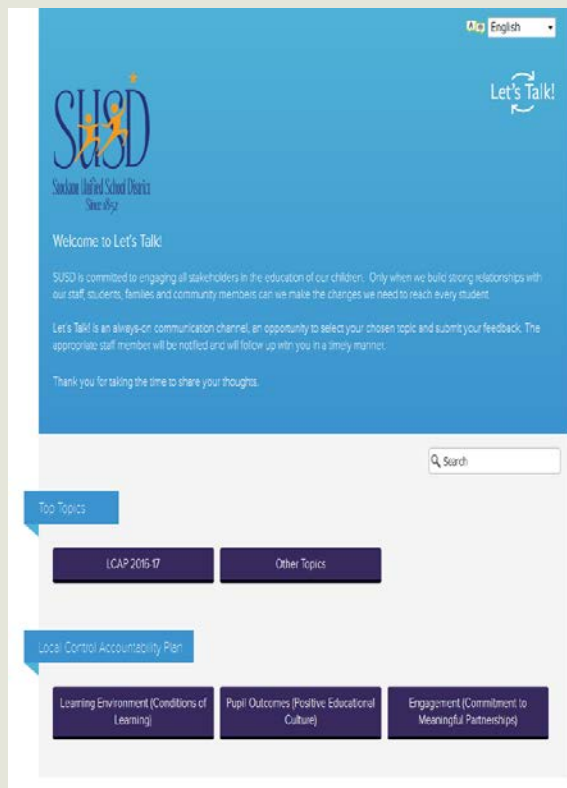 English
Let's Talk!
SUSD
Stockton Unified School District
Since 1852
Welcome to Let's Talk!
SUSD is committed to engaging all stakeholders in the education of our children. Only when we build strong relationships with
our staff, students, families and community members can we make the changes we need to reach every student.
Let's Talk! is an always-on communication channel, an opportunity to select your chosen topic and submit your feedback. The
appropriate staff member will be notified and will follow up with you in a timely manner.
Thank you for taking the time to share your thoughts.
Search
Top Topics
LCAP 2016-17
Other Topics
Local Control Accountability Plan
Learning Environment (Conditions of
Learning)
Pupil Outcomes (Positive Educational
Culture)
Engagement (Commitment to
Meaningful Partnerships)